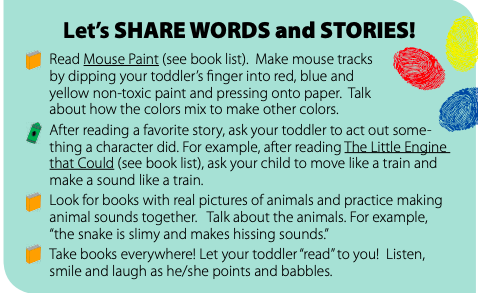 Let's SHARE WORDS and STORIES!
Read Mouse Paint (see book list).  Make mouse tracks
by dipping your toddler's finger into red, blue and
yellow non-toxic paint and pressing onto paper.  Talk
about how the colors mix to make other colors.
After reading a favorite story, ask your toddler to act out some-
thing a character did. For example, after reading The Little Engine
that Could (see book list), ask your child to move like a train and
make a sound like a train.
Look for books with real pictures of animals and practice making
animal sounds together.   Talk about the animals. For example,
"the snake is slimy and makes hissing sounds."
Take books everywhere! Let your toddler "read" to you!  Listen,
smile and laugh as he/she points and babbles.